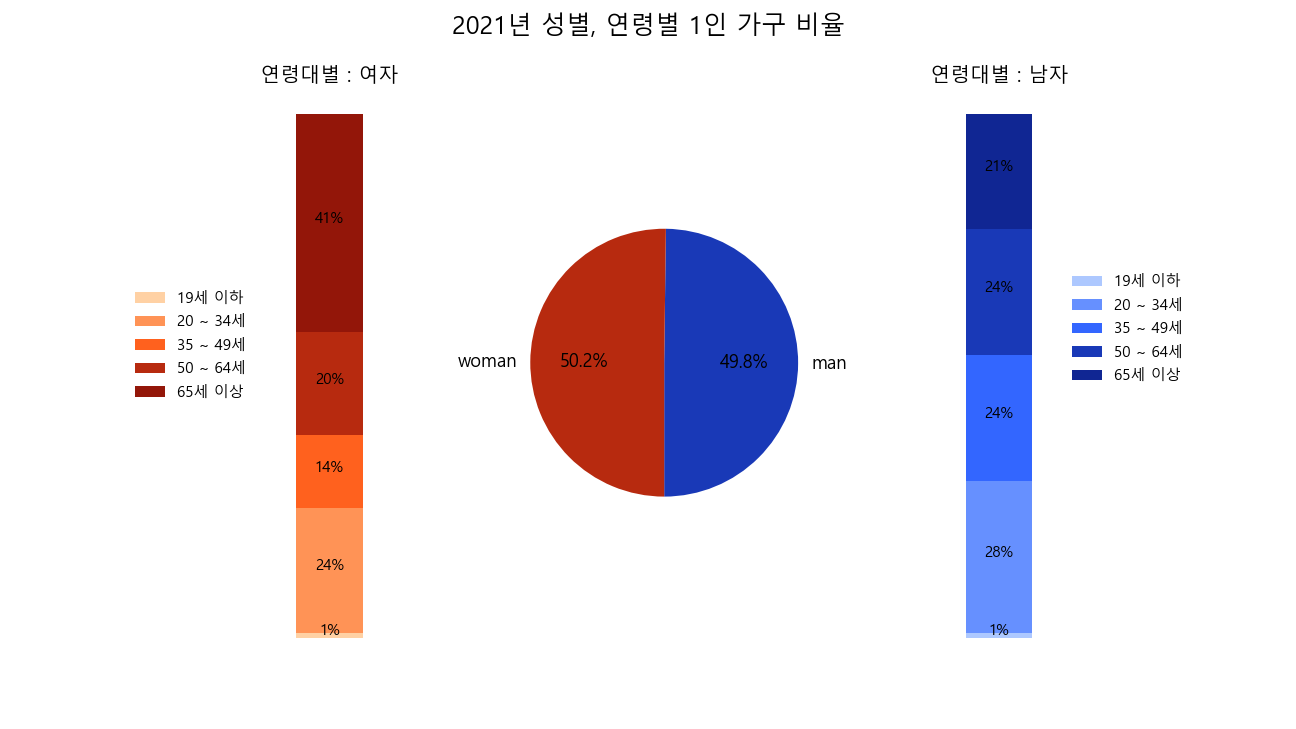 2021년 성별, 연령별 1인 가구 비율
연령대별 : 여자
41%
20%
14%
24%
1%
19세 이하
20 ~ 34세
35 ~ 49세
50 ~ 64세
65세 이상
woman
50.2%
49.8%
man
연령대별 : 남자
21%
24%
24%
28%
1%
19세 이하
20 ~ 34세
35 ~ 49세
50 ~ 64세
65세 이상